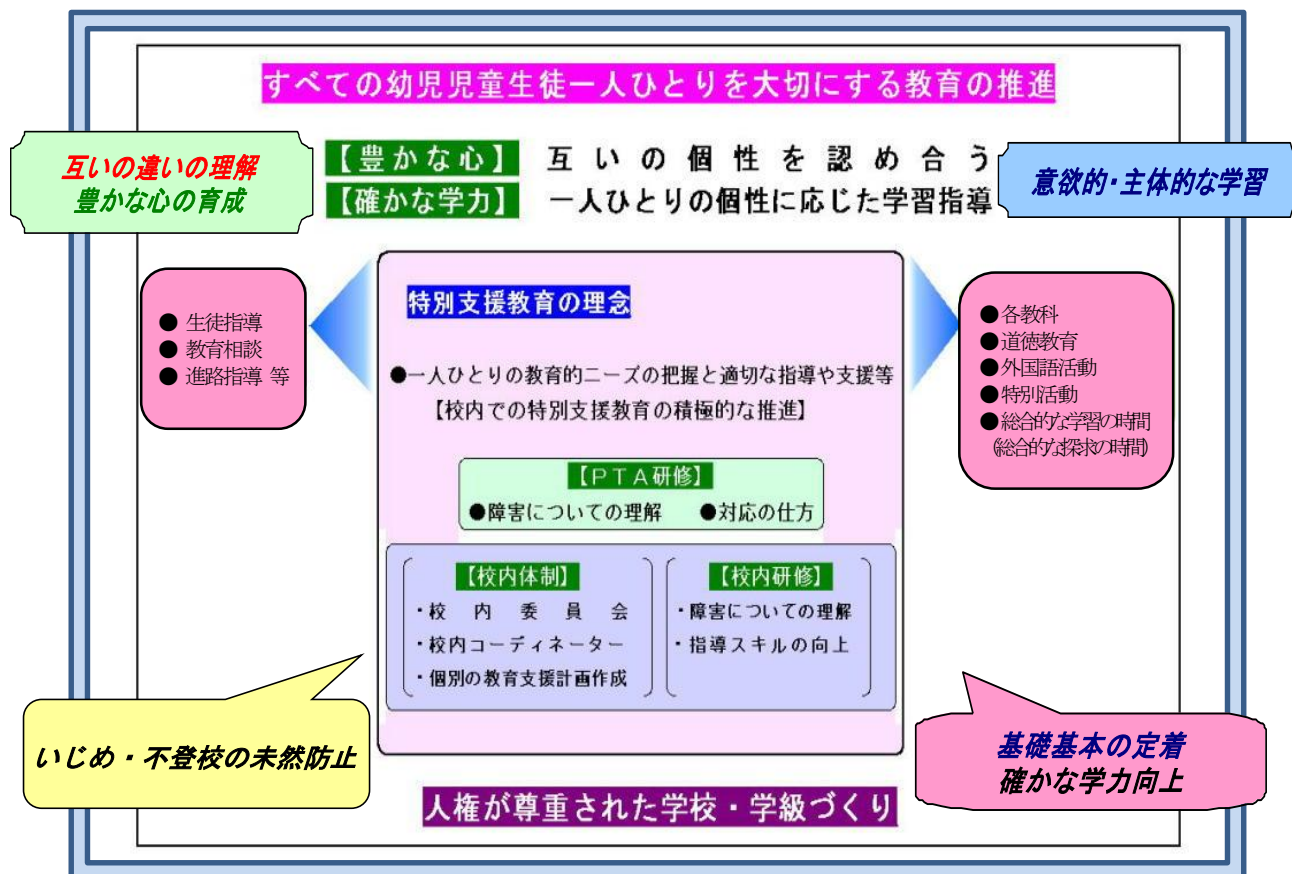 すべての幼児児童生徒一人ひとりを大切にする教育の推進
互いの違いの理解
豊かな心の育成
【豊かな心】 互いの個性を認め合う
【確かな学力】 一人ひとりの個性に応じた学習指導
意欲的・主体的な学習
● 生徒指導
● 教育相談
● 進路指導 等
特別支援教育の理念
●一人ひとりの教育的ニーズの把握と適切な指導や支援等
【校内での特別支援教育の積極的な推進】
【PTA研修】
●障害についての理解 ●対応の仕方
【校内体制】
・校内委員会
・校内コーディネーター
・個別の教育支援計画作成
【校内研修】
・障害についての理解
・指導スキルの向上
●各教科
●道徳教育
●外国語活動
●特別活動
●総合的な学習の時間
(総合的な探求の時間)
いじめ・不登校の未然防止
基礎基本の定着
確かな学力向上
人権が尊重された学校・学級づくり